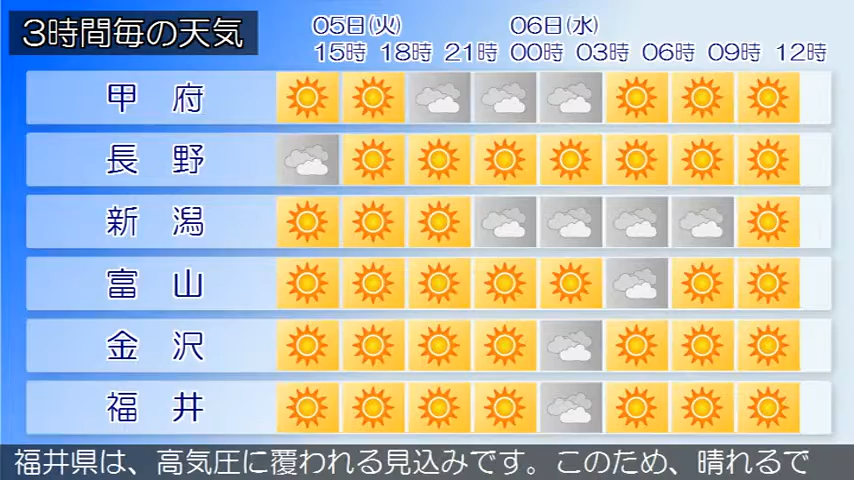 3時間毎の天気
05日(火) 06日(水)
15時 18時 21時 00時 03時 06時 09時 12時
甲府
長野
新潟
富山
金沢
福井
福井県は、高気圧に覆われる見込みです。このため、晴れるで